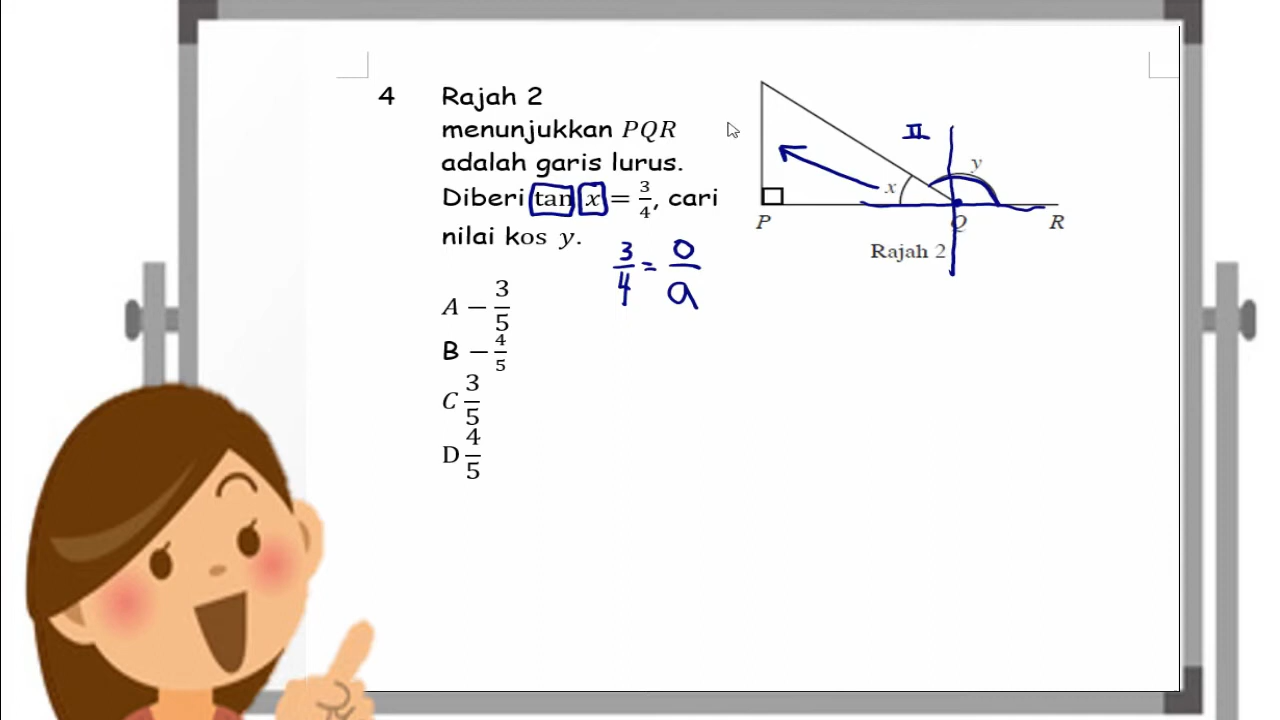 4 Rajah 2
menunjukkan PQR
adalah garis lurus.
Diberi tan x = 3/4, cari
nilai kos y.
A − 3/5
B − 4/5
C 3/5
D 4/5
3/4 = o/a
II
y
x
P Q R
Rajah 2